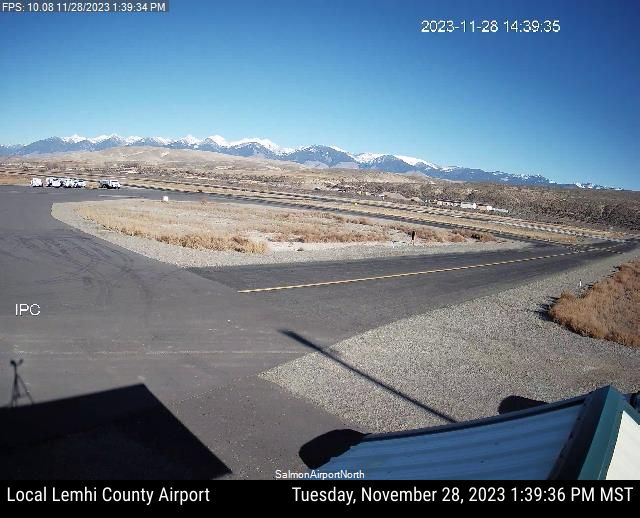 FPS: 10.08 11/28/2023 1:39:34 PM
2023-11-28 14:39:35
IPC
SalmonAirportNorth
Local Lemhi County Airport Tuesday, November 28, 2023 1:39:36 PM MST